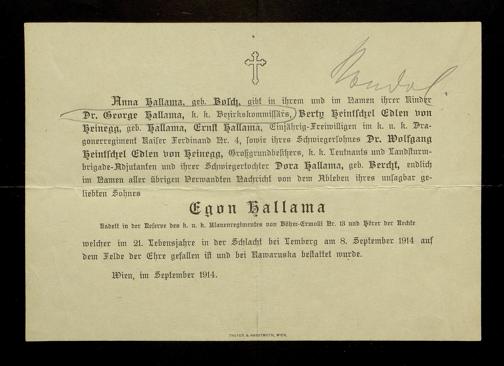 Kondol.
Anna Hallama, geb. Bosch, gibt in ihrem und im Namen ihrer Kinder
Dr. George Hallama, k. k. Bezirkskommissärs, Berty Heintschel Edlen von
Heinegg, geb. Hallama, Ernst Hallama, Einjährig-Freiwilligen im k. u. k. Dra-
gonerregiment Kaiser Ferdinand Nr. 4, sowie ihres Schwiegersohnes Dr. Wolfgang
Heintschel Edlen von Heinegg, Großgrundbesitzers, k. k. Leutnants und Landsturm-
brigade-Adjutanten und ihrer Schwiegertochter Dora Hallama, geb. Bercht, endlich
im Namen aller übrigen Verwandten Nachricht von dem Ableben ihres unsagbar ge-
liebten Sohnes
Egon Hallama
Kadett in der Reserve des k. u. k. Ulanenregimentes von Böhm-Ermolli Nr. 13 und Hörer der Rechte
welcher im 21. Lebensjahre in der Schlacht bei Lemberg am 8. September 1914 auf
dem Felde der Ehre gefallen ist und bei Rawaruska bestattet wurde.
Wien, im September 1914.
THEYER & HARDTMUTH, WIEN.